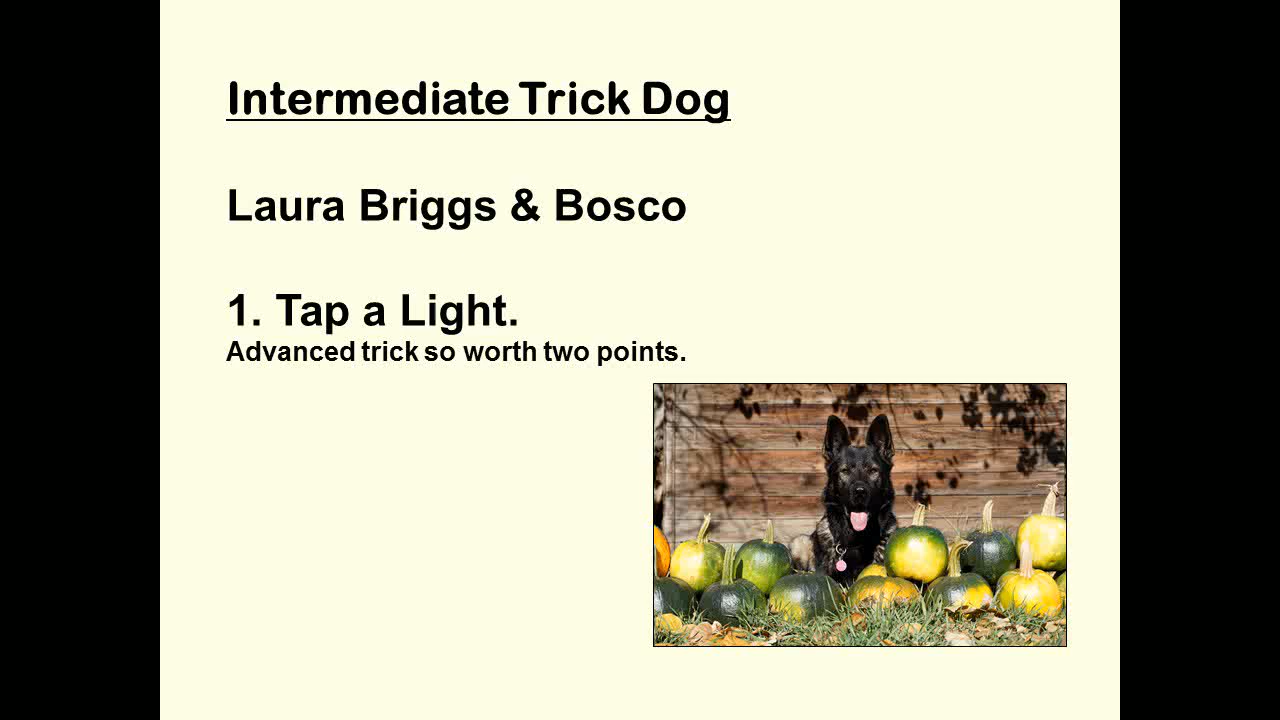 Intermediate Trick Dog
Laura Briggs & Bosco
1. Tap a Light.
Advanced trick so worth two points.